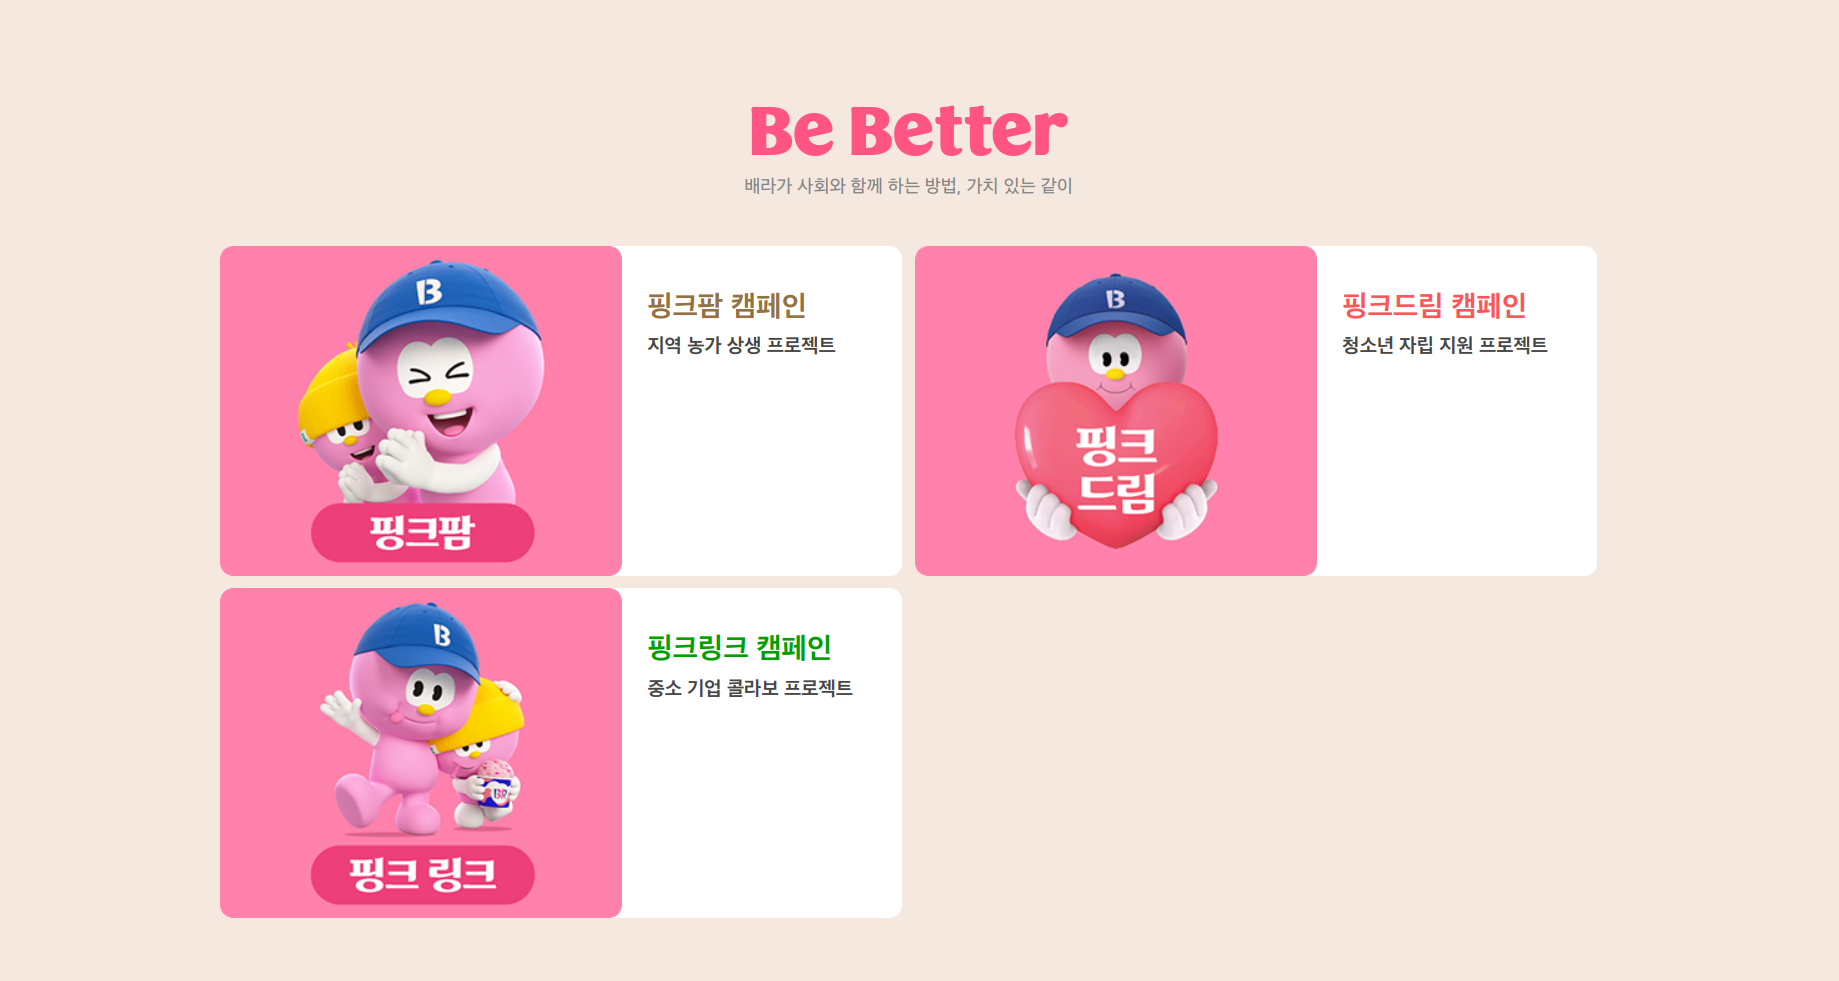 Be Better
배라가 사회와 함께 하는 방법, 가치 있는 같이
B
핑크팜
핑크팜 캠페인
지역 농가 상생 프로젝트
B
핑크
드림
핑크드림 캠페인
청소년 자립 지원 프로젝트
B
BR
핑크 링크
핑크링크 캠페인
중소 기업 콜라보 프로젝트